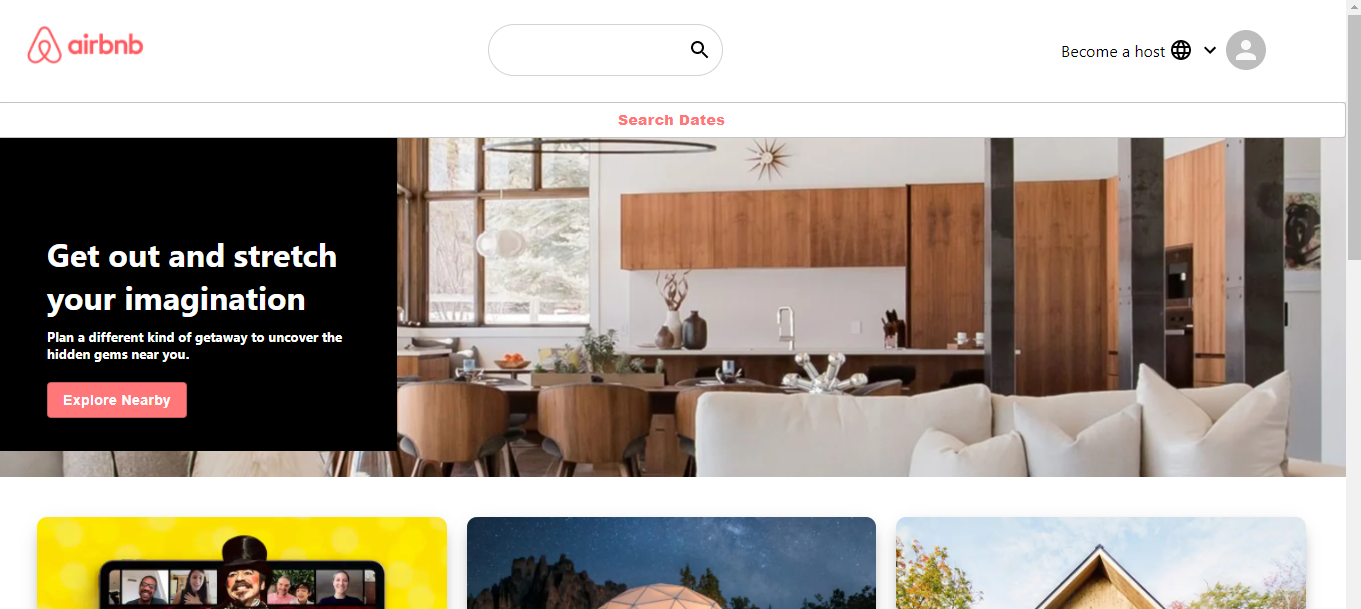 airbnb
Become a host
Search Dates
Get out and stretch
your imagination
Plan a different kind of getaway to uncover the
hidden gems near you.
Explore Nearby